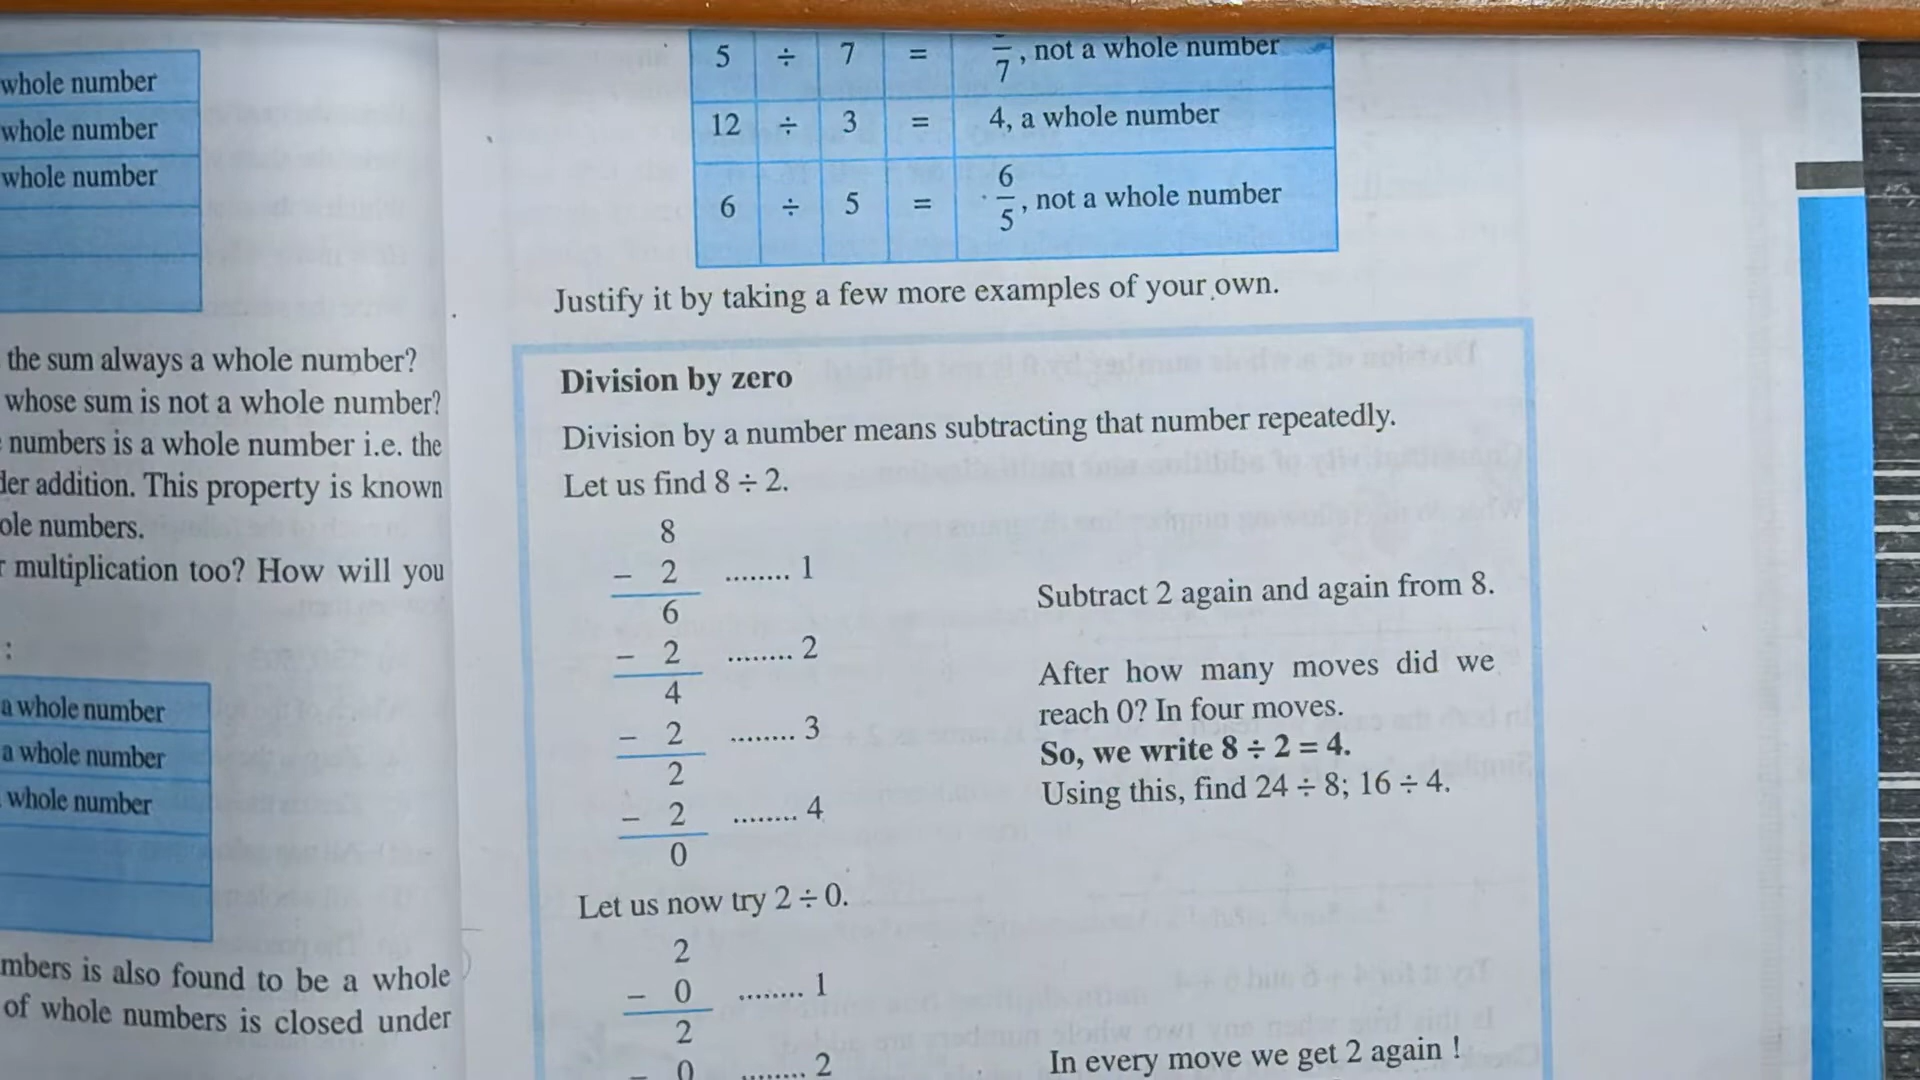 whole number
whole number
whole number
the sum always a whole number?
whose sum is not a whole number?
numbers is a whole number i.e. the
addition. This property is known
numbers.
multiplication too? How will you
:
a whole number
a whole number
whole number
is also found to be a whole
of whole numbers is closed under
5 ÷ 7 = /7, not a whole number
12 ÷ 3 = 4, a whole number
6 ÷ 5 = 6/5, not a whole number
Justify it by taking a few more examples of your own.
Division by zero
Division by a number means subtracting that number repeatedly.
Let us find 8 ÷ 2.
8
– 2 ........ 1
6
– 2 ........ 2
4
– 2 ........ 3
2
– 2 ........ 4
0
Subtract 2 again and again from 8.
After how many moves did we
reach 0? In four moves.
So, we write 8 ÷ 2 = 4.
Using this, find 24 ÷ 8; 16 ÷ 4.
Let us now try 2 ÷ 0.
2
– 0 ........ 1
2
– 0 ........ 2
In every move we get 2 again !